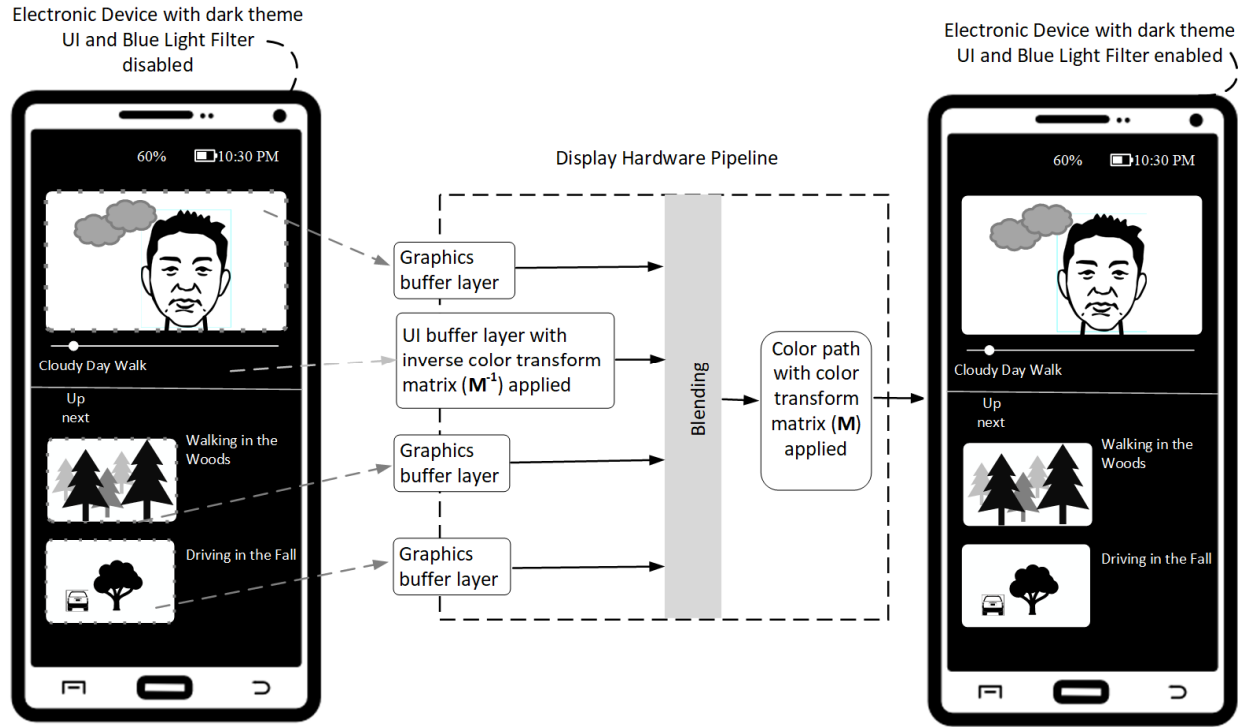 Electronic Device with dark theme
UI and Blue Light Filter
disabled
60%
10:30 PM
Cloudy Day Walk
Up
next
Walking in the
Woods
Driving in the Fall
Display Hardware Pipeline
Graphics
buffer layer
UI buffer layer with
inverse color transform
matrix (M⁻¹) applied
Graphics
buffer layer
Graphics
buffer layer
Blending
Color path
with color
transform
matrix (M)
applied
Electronic Device with dark theme
UI and Blue Light Filter enabled
60%
10:30 PM
Cloudy Day Walk
Up
next
Walking in the
Woods
Driving in the Fall